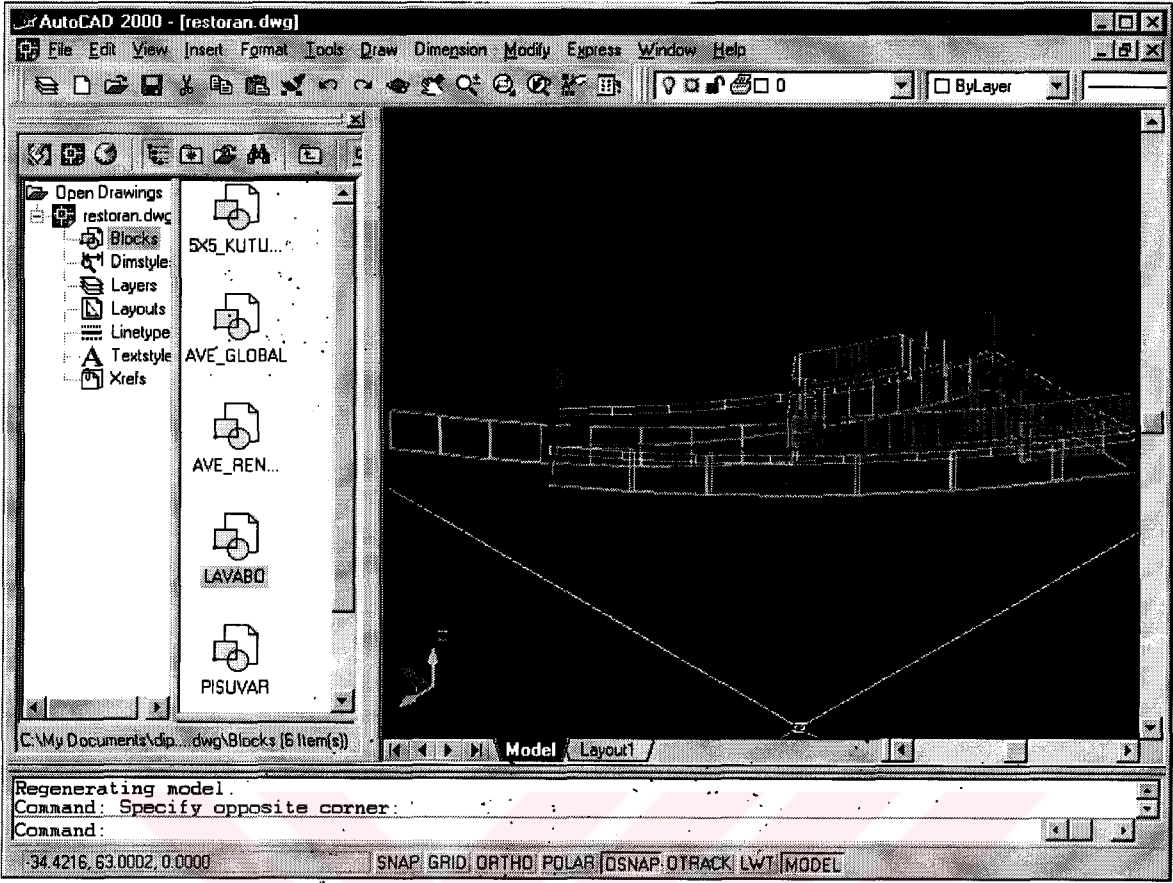 AutoCAD 2000 - [restoran.dwg]
File Edit View Insert Format Tools Draw Dimension Modify Express Window Help
0
ByLayer
Open Drawings
restoran.dwg
Blocks
Dimstyle
Layers
Layouts
Linetype
Textstyle
Xrefs
5X5_KUTU...
AVE_GLOBAL
AVE_REN...
LAVABO
PISUVAR
C:\My Documents\dip....dwg\Blocks (6 Item(s))
Model Layout1
Regenerating model.
Command: Specify opposite corner:
Command:
-34.4216, 63.0002, 0.0000 SNAP GRID ORTHO POLAR OSNAP OTRACK LWT MODEL